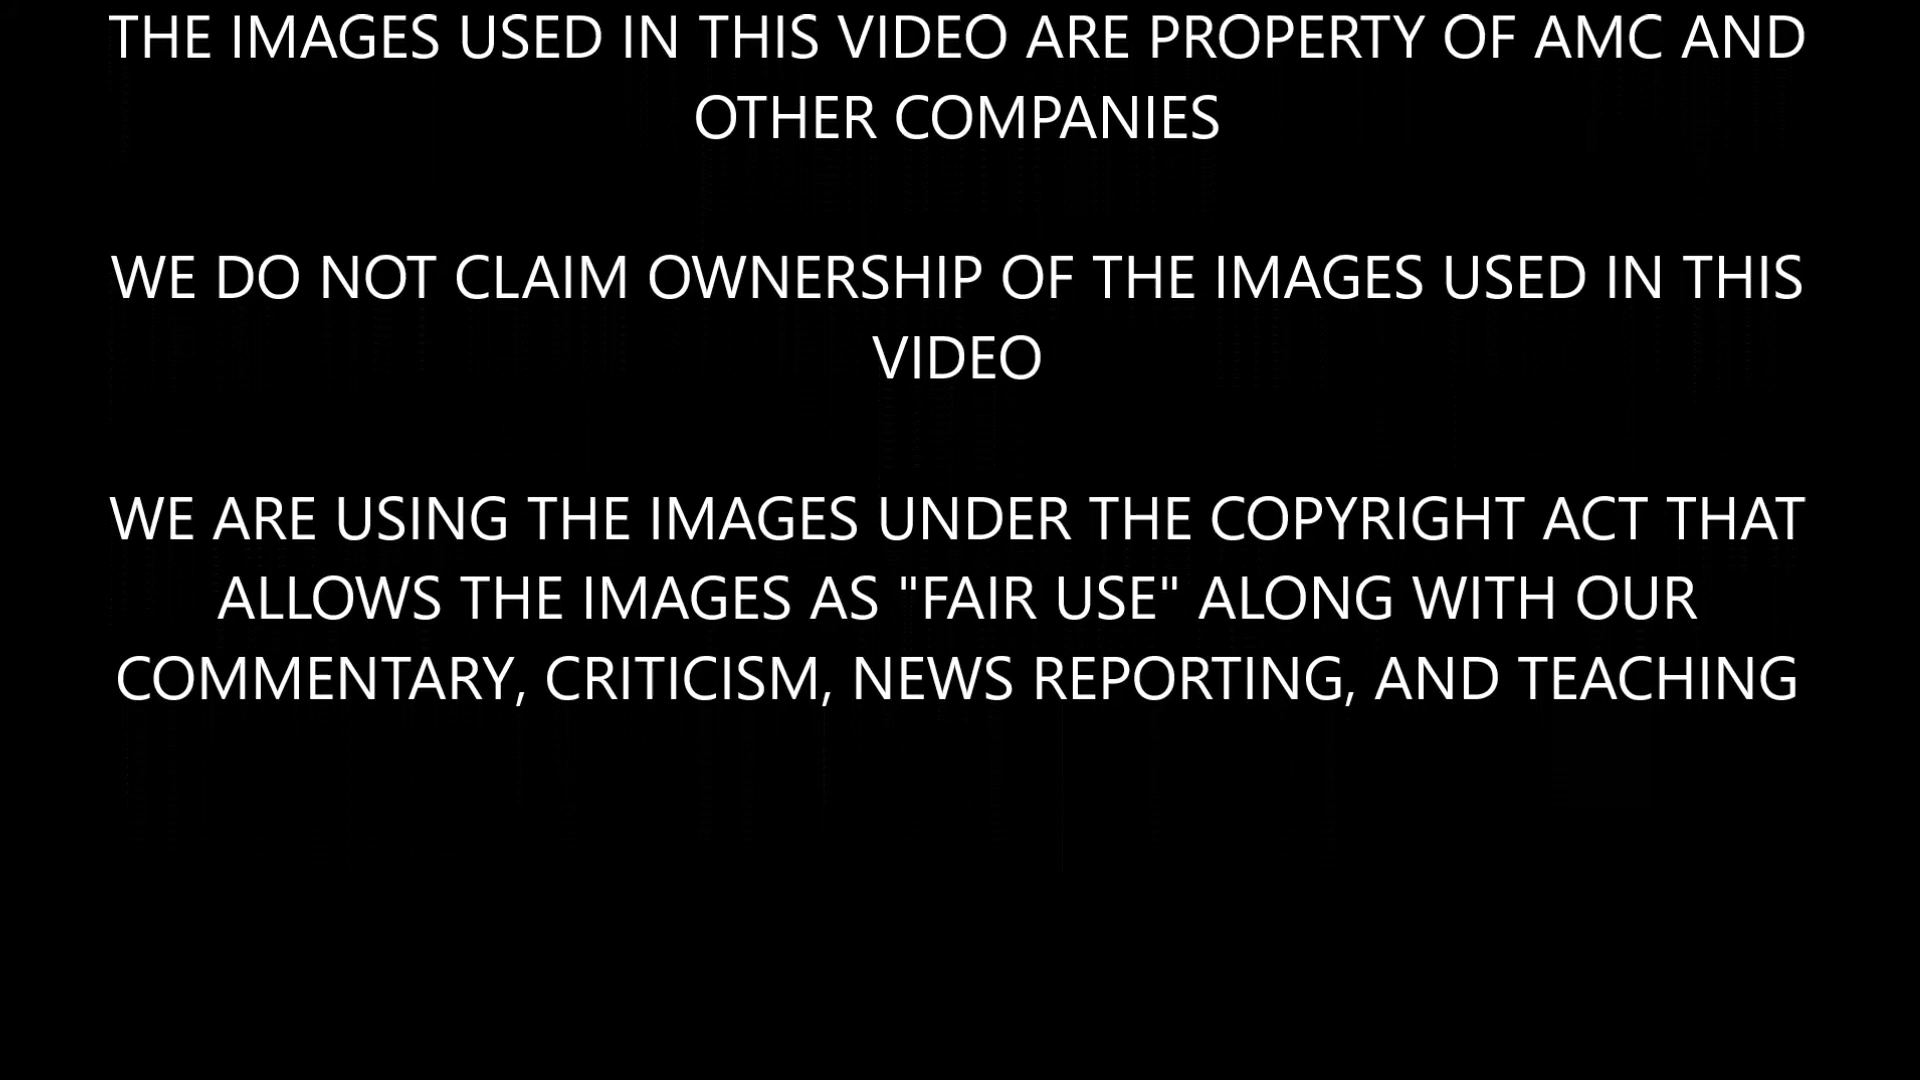 THE IMAGES USED IN THIS VIDEO ARE PROPERTY OF AMC AND
OTHER COMPANIES
WE DO NOT CLAIM OWNERSHIP OF THE IMAGES USED IN THIS
VIDEO
WE ARE USING THE IMAGES UNDER THE COPYRIGHT ACT THAT
ALLOWS THE IMAGES AS "FAIR USE" ALONG WITH OUR
COMMENTARY, CRITICISM, NEWS REPORTING, AND TEACHING